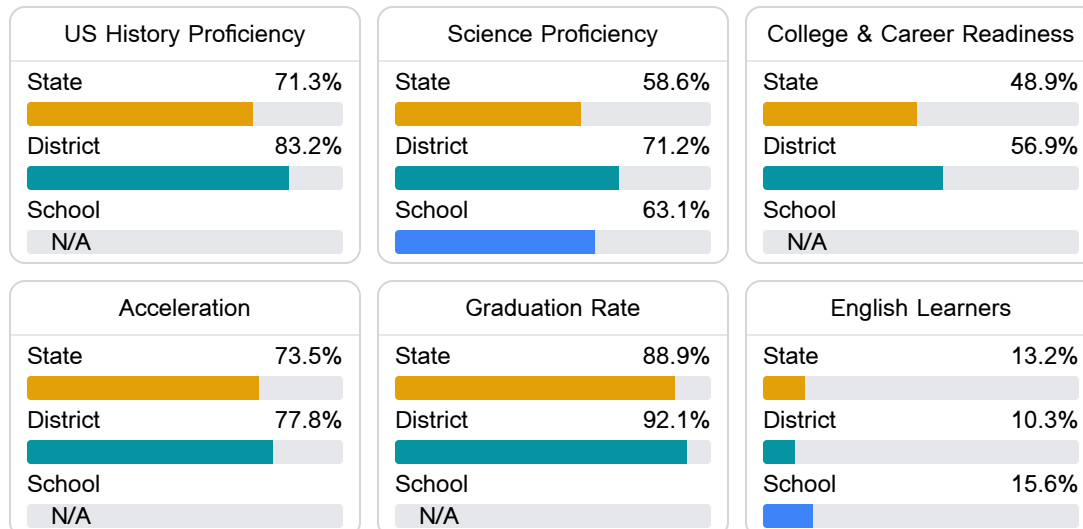 US History Proficiency
State 71.3%
District 83.2%
School
N/A
Science Proficiency
State 58.6%
District 71.2%
School 63.1%
College & Career Readiness
State 48.9%
District 56.9%
School
N/A
Acceleration
State 73.5%
District 77.8%
School
N/A
Graduation Rate
State 88.9%
District 92.1%
School
N/A
English Learners
State 13.2%
District 10.3%
School 15.6%